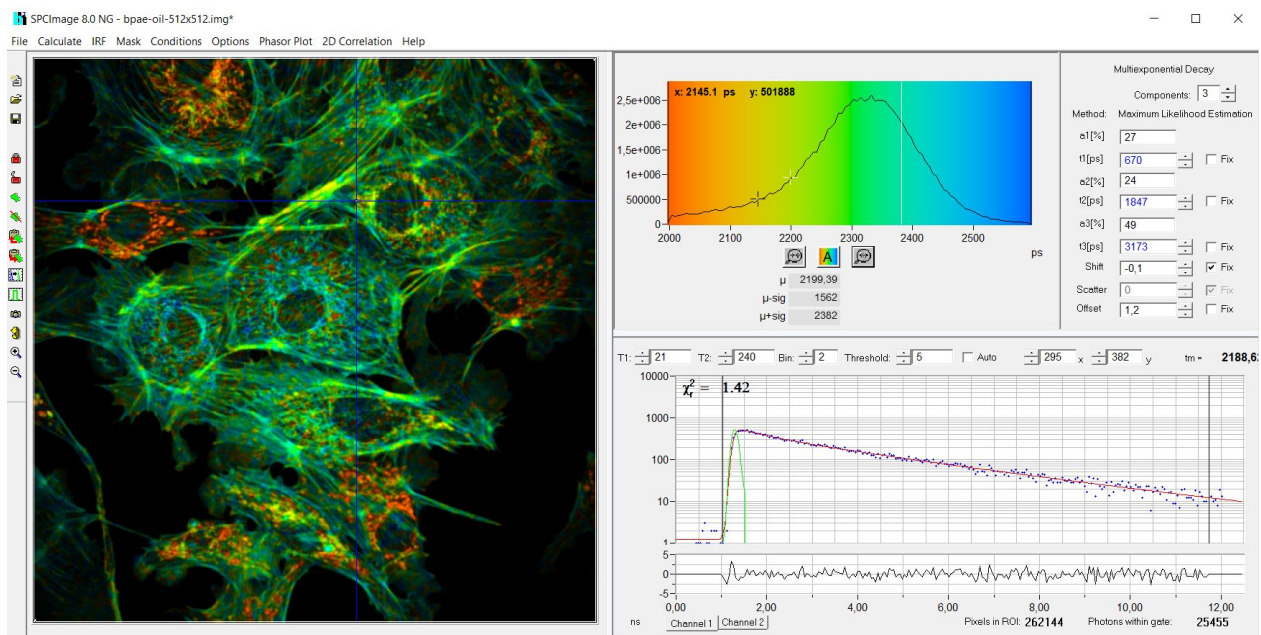 SPCImage 8.0 NG - bpae-oil-512x512.img*
File Calculate IRF Mask Conditions Options Phasor Plot 2D Correlation Help
x: 2145.1 ps y: 501888
2,5e+006
2e+006
1,5e+006
1e+006
500000
0
2000 2100 2200 2300 2400 2500
ps
A
μ 2199,39
μ-sig 1562
μ+sig 2382
Multiexponential Decay
Components: 3
Method: Maximum Likelihood Estimation
a1[%] 27
t1[ps] 670 Fix
a2[%] 24
t2[ps] 1847 Fix
a3[%] 49
t3[ps] 3173 Fix
Shift -0,1 Fix
Scatter 0 Fix
Offset 1,2 Fix
T1: 21 T2: 240 Bin: 2 Threshold: 5 Auto 295 x 382 y tm = 2188,6
χ²r = 1.42
10000
1000
100
10
1
5
0
-5
0,00 2,00 4,00 6,00 8,00 10,00 12,00
ns Channel 1 Channel 2 Pixels in ROI: 262144 Photons within gate: 25455